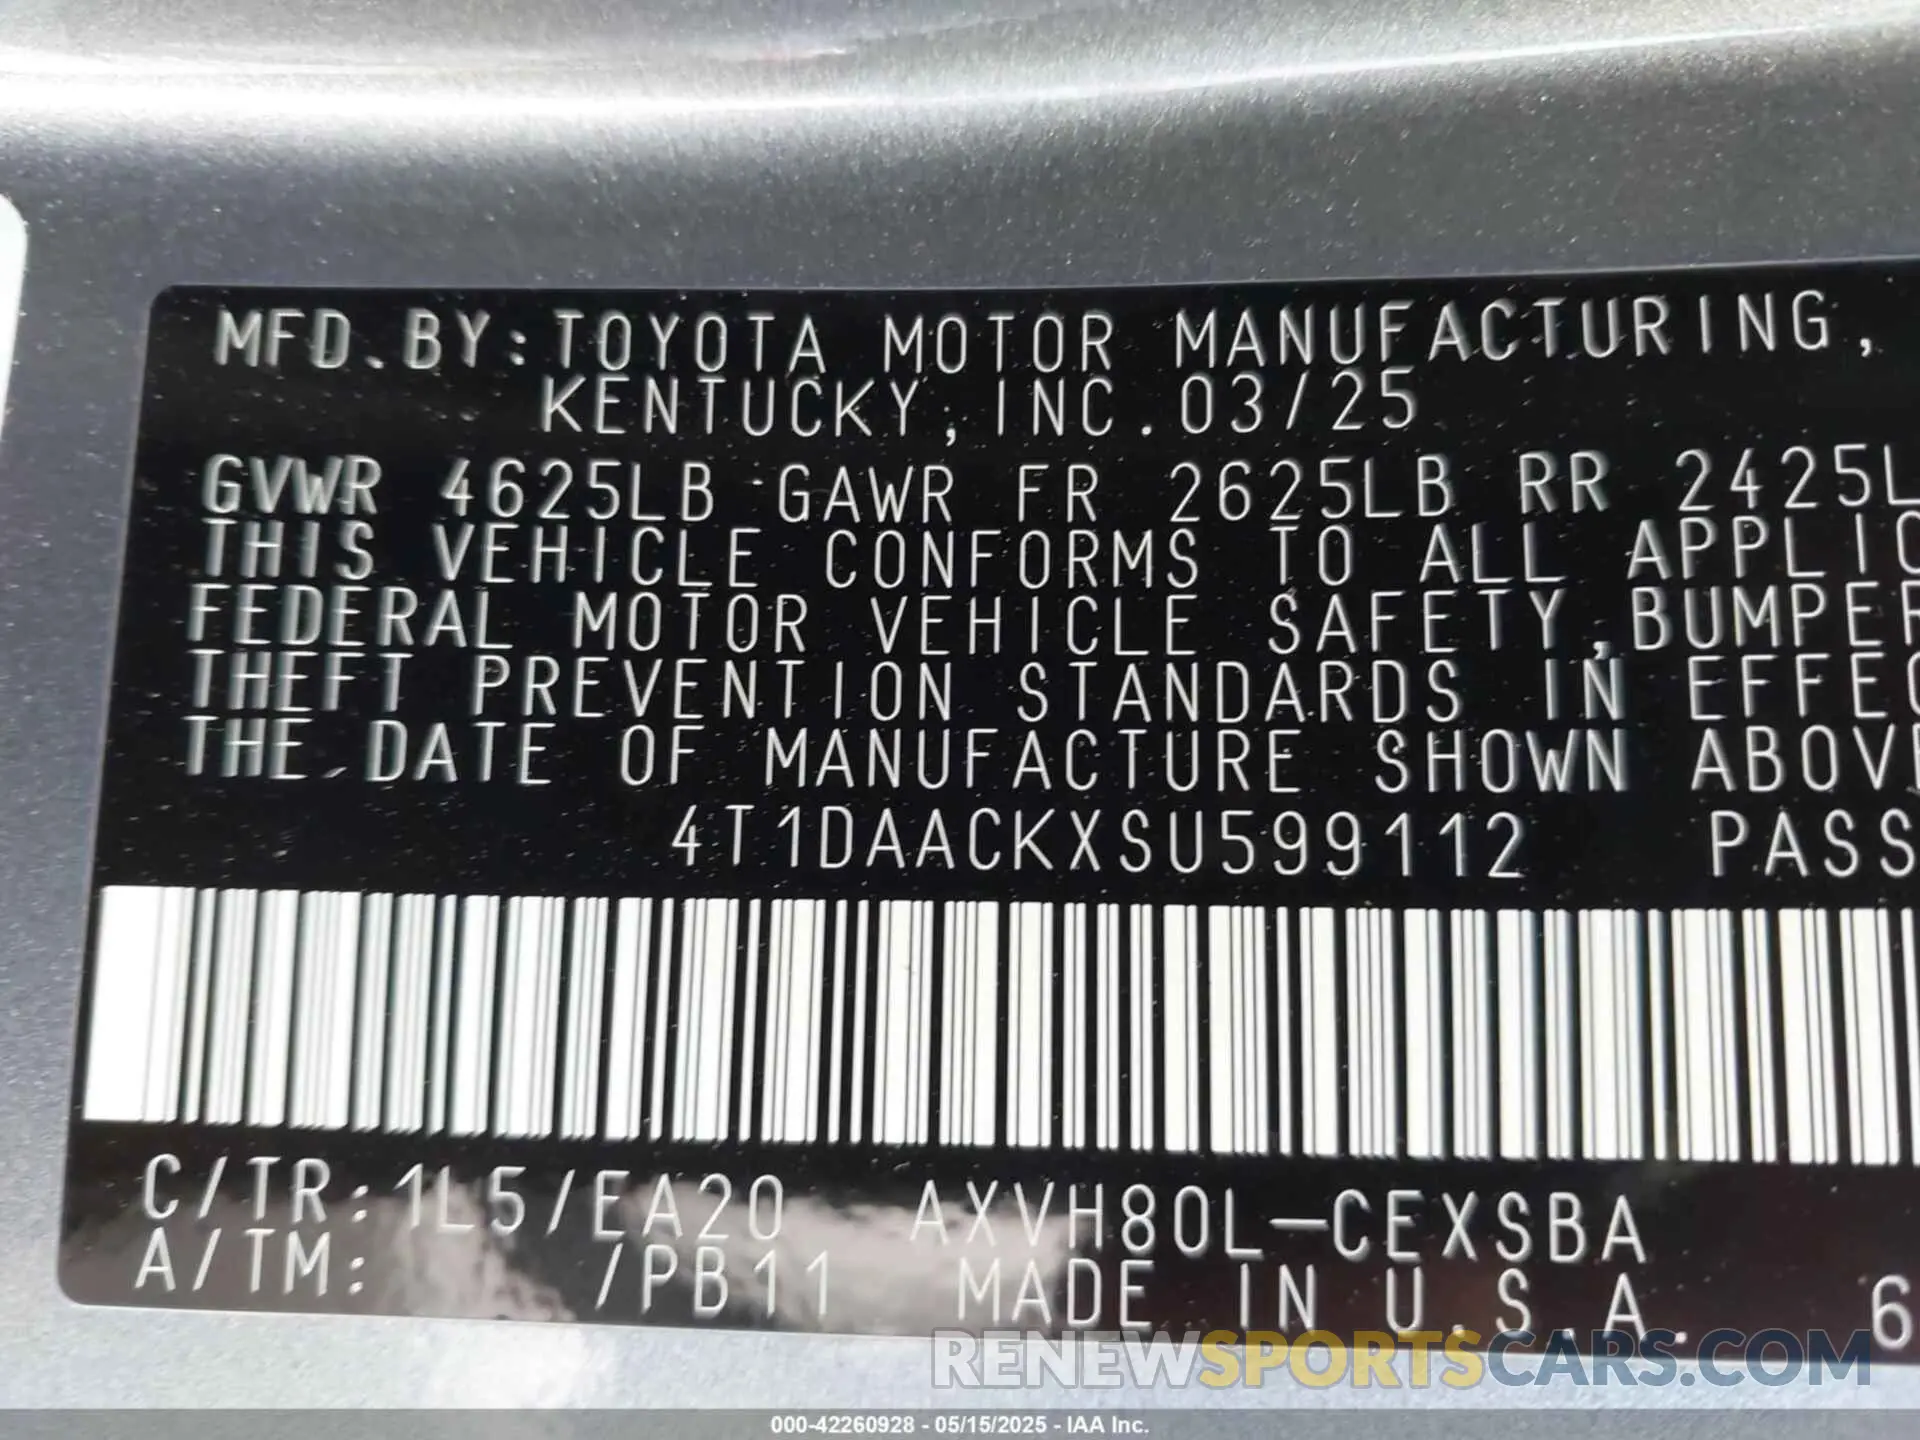 MFD.BY:TOYOTA MOTOR MANUFACTURING,
KENTUCKY, INC.03/25
GVWR 4625LB GAWR FR 2625LB RR 2425L
THIS VEHICLE CONFORMS TO ALL APPLIC
FEDERAL MOTOR VEHICLE SAFETY,BUMPER
THEFT PREVENTION STANDARDS IN EFFEC
THE DATE OF MANUFACTURE SHOWN ABOVE
4T1DAACKXSU599112 PASS
C/TR:1L5/EA20 AXVH80L-CEXSBA
A/TM: /PB11 MADE IN U.S.A. 6
RENEWSPORTSCARS.COM
000-42260928 - 05/15/2025 - IAA Inc.